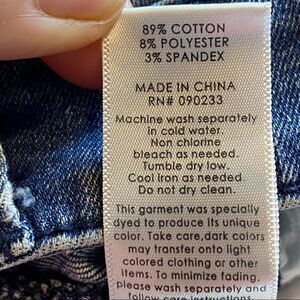 89% COTTON
8% POLYESTER
3% SPANDEX
MADE IN CHINA
RN# 090233
Machine wash separately
in cold water.
Non chlorine
bleach as needed.
Tumble dry low.
Cool iron as needed.
Do not dry clean.
This garment was specially
dyed to produce its unique
color. Take care,dark colors
may transfer onto light
colored clothing or other
items. To minimize fading,
please wash separately and
follow care instructions